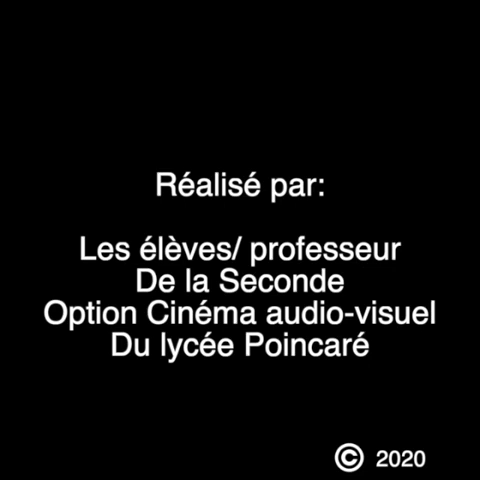 Réalisé par:
Les élèves/ professeur
De la Seconde
Option Cinéma audio-visuel
Du lycée Poincaré
© 2020